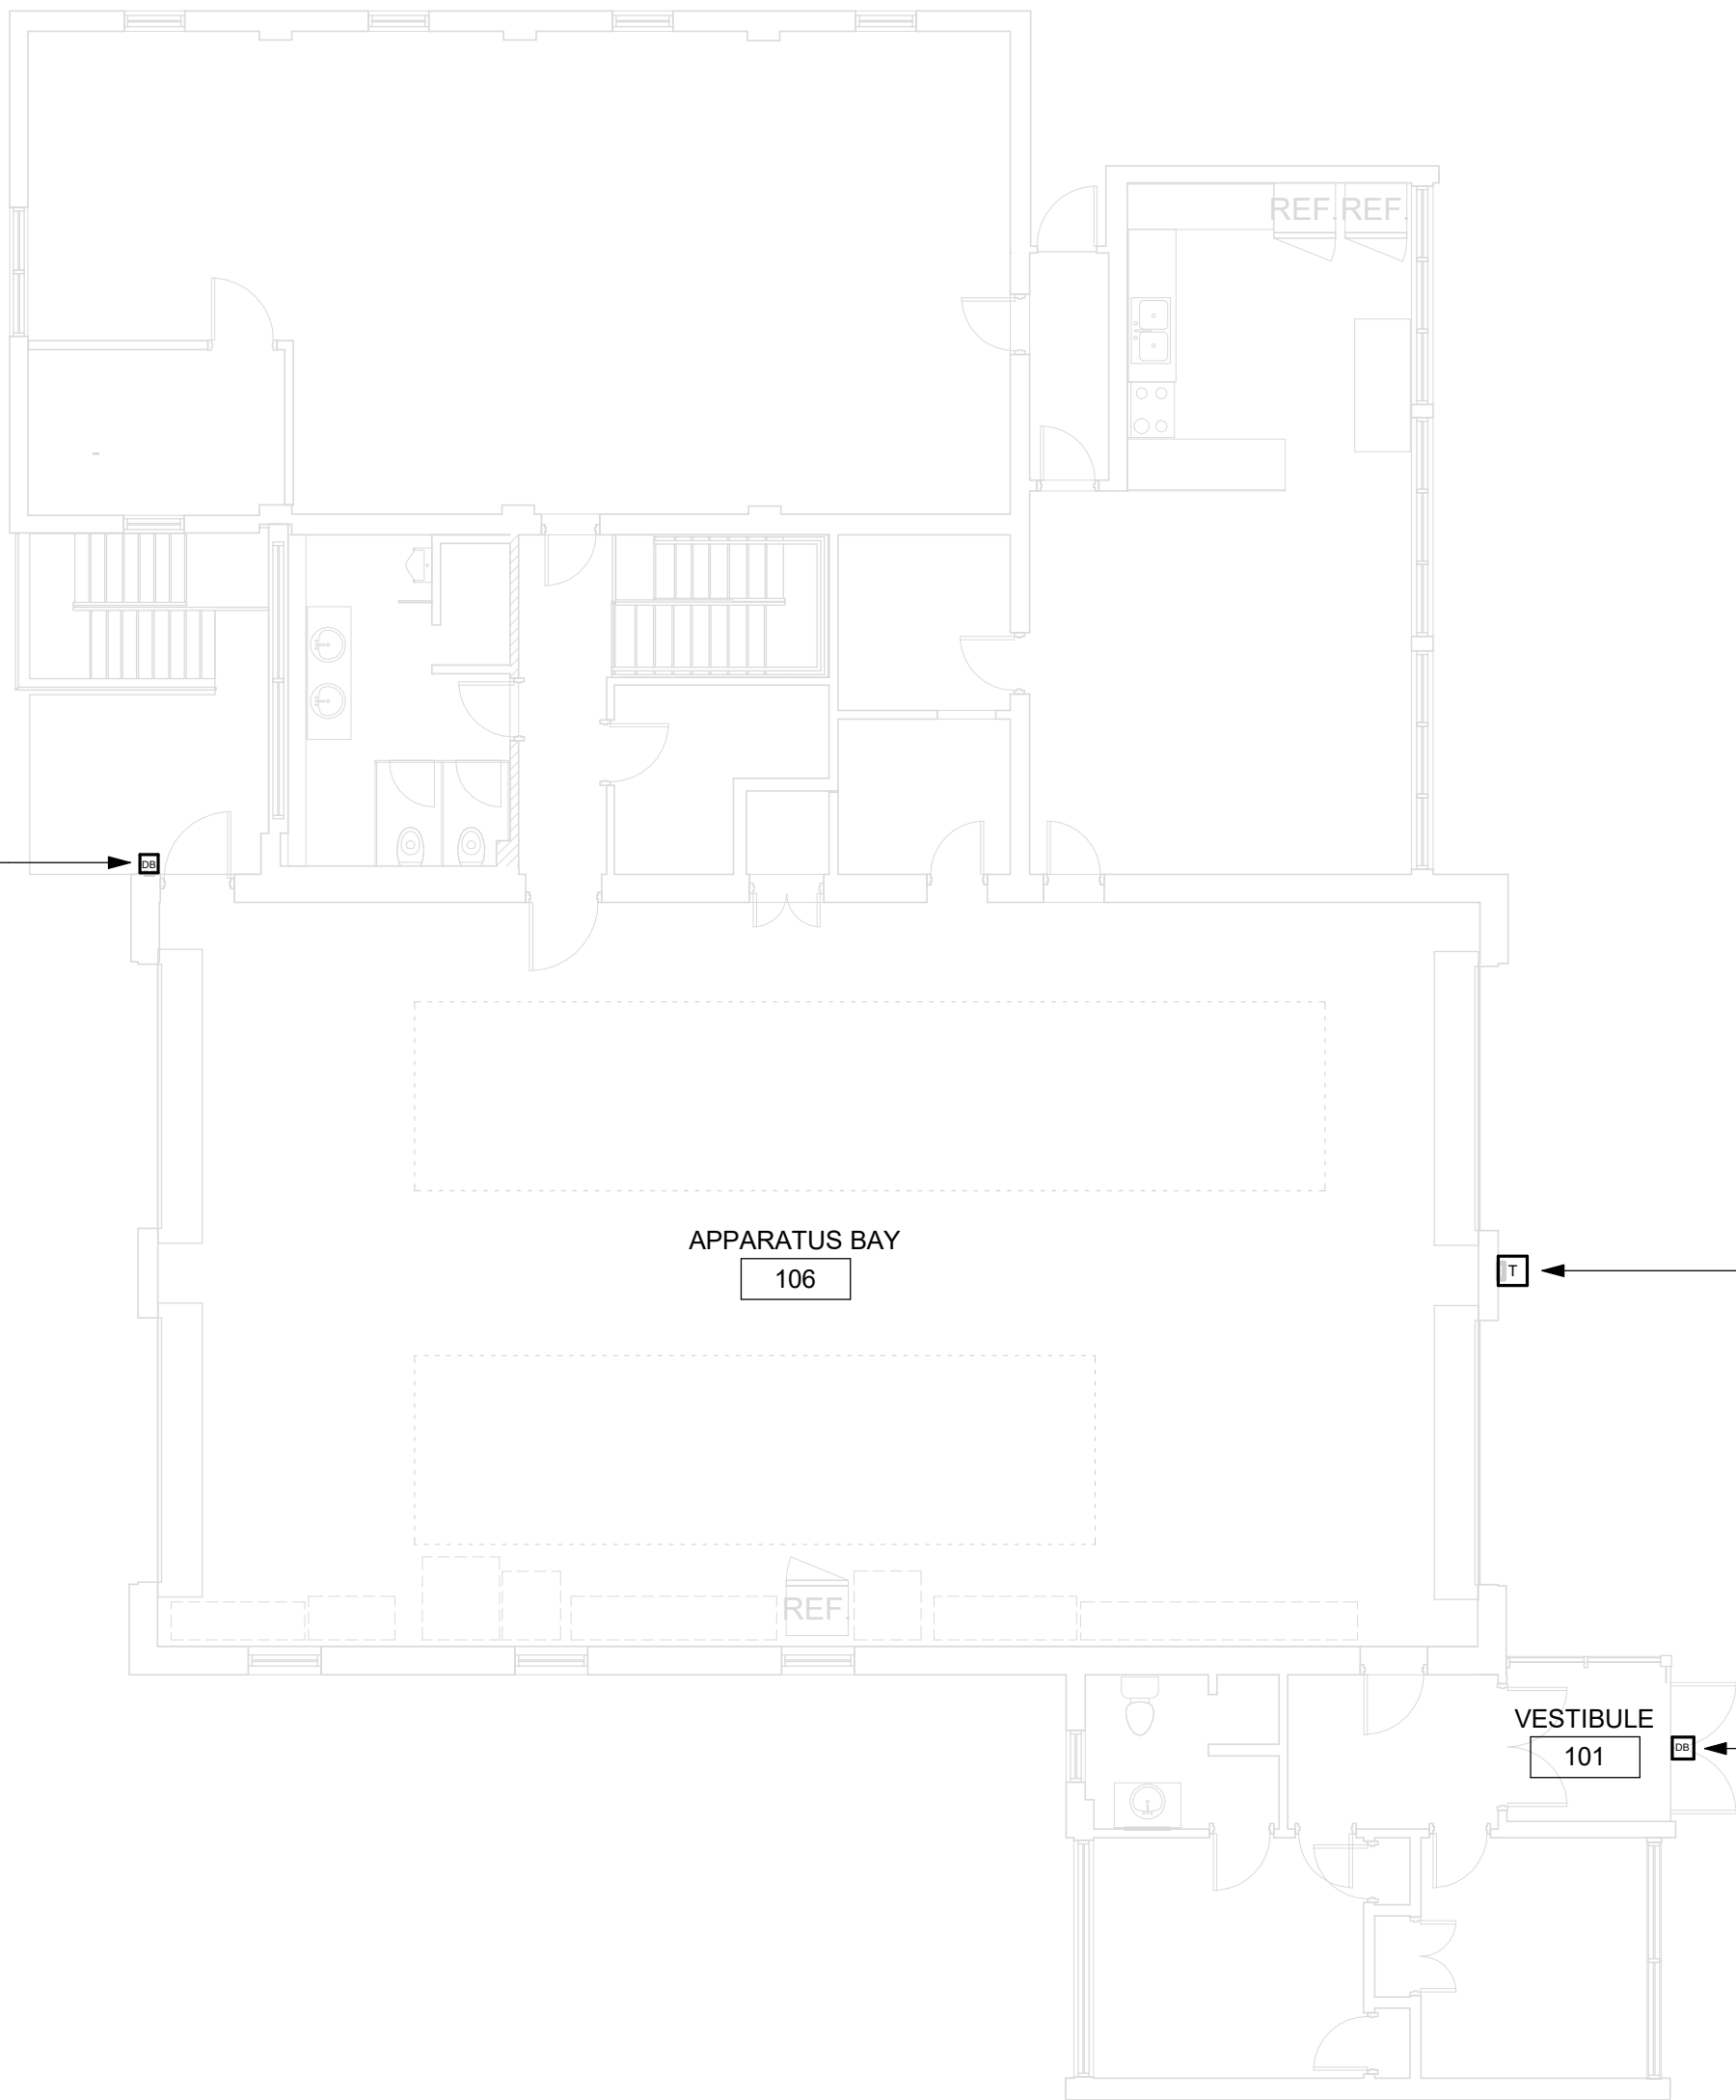 REF. REF.
DB
APPARATUS BAY
106
T
REF.
VESTIBULE
101
DB